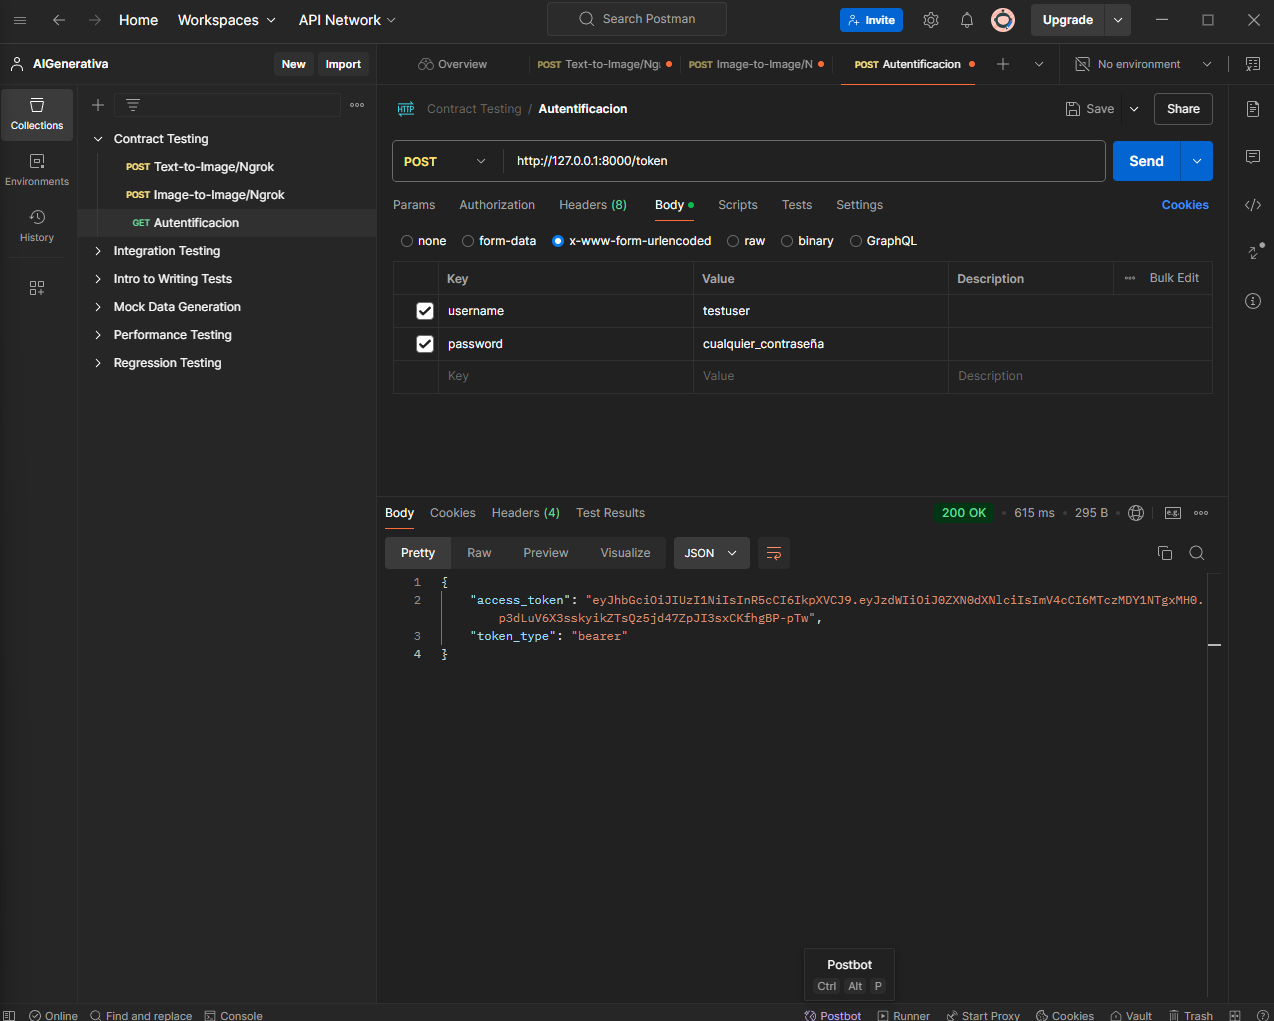 Home Workspaces API Network Search Postman Invite Upgrade
AIGenerativa New Import Overview POST Text-to-Image/Ng POST Image-to-Image/N POST Autentificacion No environment
Collections
Environments
History
Contract Testing
POST Text-to-Image/Ngrok
POST Image-to-Image/Ngrok
GET Autentificacion
Integration Testing
Intro to Writing Tests
Mock Data Generation
Performance Testing
Regression Testing
HTTP Contract Testing / Autentificacion Save Share
POST http://127.0.0.1:8000/token Send
Params Authorization Headers (8) Body Scripts Tests Settings Cookies
none form-data x-www-form-urlencoded raw binary GraphQL
Key Value Description Bulk Edit
username testuser
password cualquier_contraseña
Key Value Description
Body Cookies Headers (4) Test Results 200 OK 615 ms 295 B e.g.
Pretty Raw Preview Visualize JSON
1 {
2 "access_token": "eyJhbGciOiJIUzI1NiIsInR5cCI6IkpXVCJ9.eyJzdWIiOiJ0ZXN0dXNlciIsImV4cCI6MTczMDY1NTgxMH0.
p3dLuV6X3sskyikZTsQz5jd47ZpJI3sxCKfhgBP-pTw",
3 "token_type": "bearer"
4 }
Postbot
Ctrl Alt P
Online Find and replace Console Postbot Runner Start Proxy Cookies Vault Trash